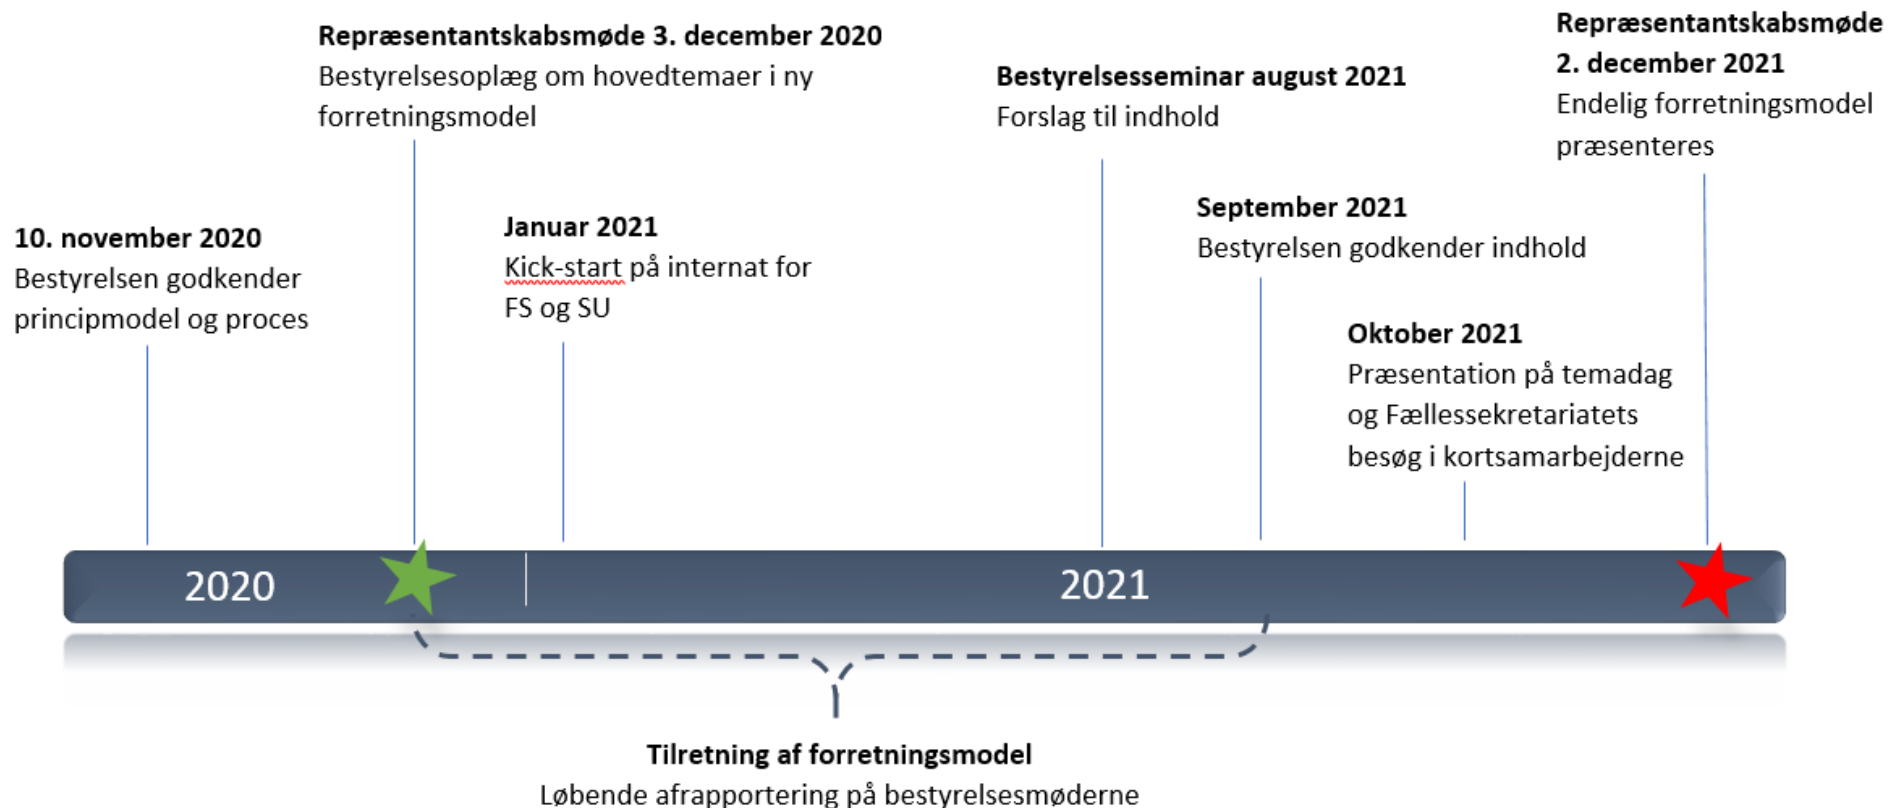 10. november 2020
Bestyrelsen godkender
principmodel og proces
Repræsentantskabsmøde 3. december 2020
Bestyrelsesoplæg om hovedtemaer i ny
forretningsmodel
Januar 2021
Kick-start på internat for
FS og SU
Bestyrelsesseminar august 2021
Forslag til indhold
September 2021
Bestyrelsen godkender indhold
Oktober 2021
Præsentation på temadag
og Fællessekretariatets
besøg i kortsamarbejderne
Repræsentantskabsmøde
2. december 2021
Endelig forretningsmodel
præsenteres
2020
2021
Tilretning af forretningsmodel
Løbende afrapportering på bestyrelsesmøderne